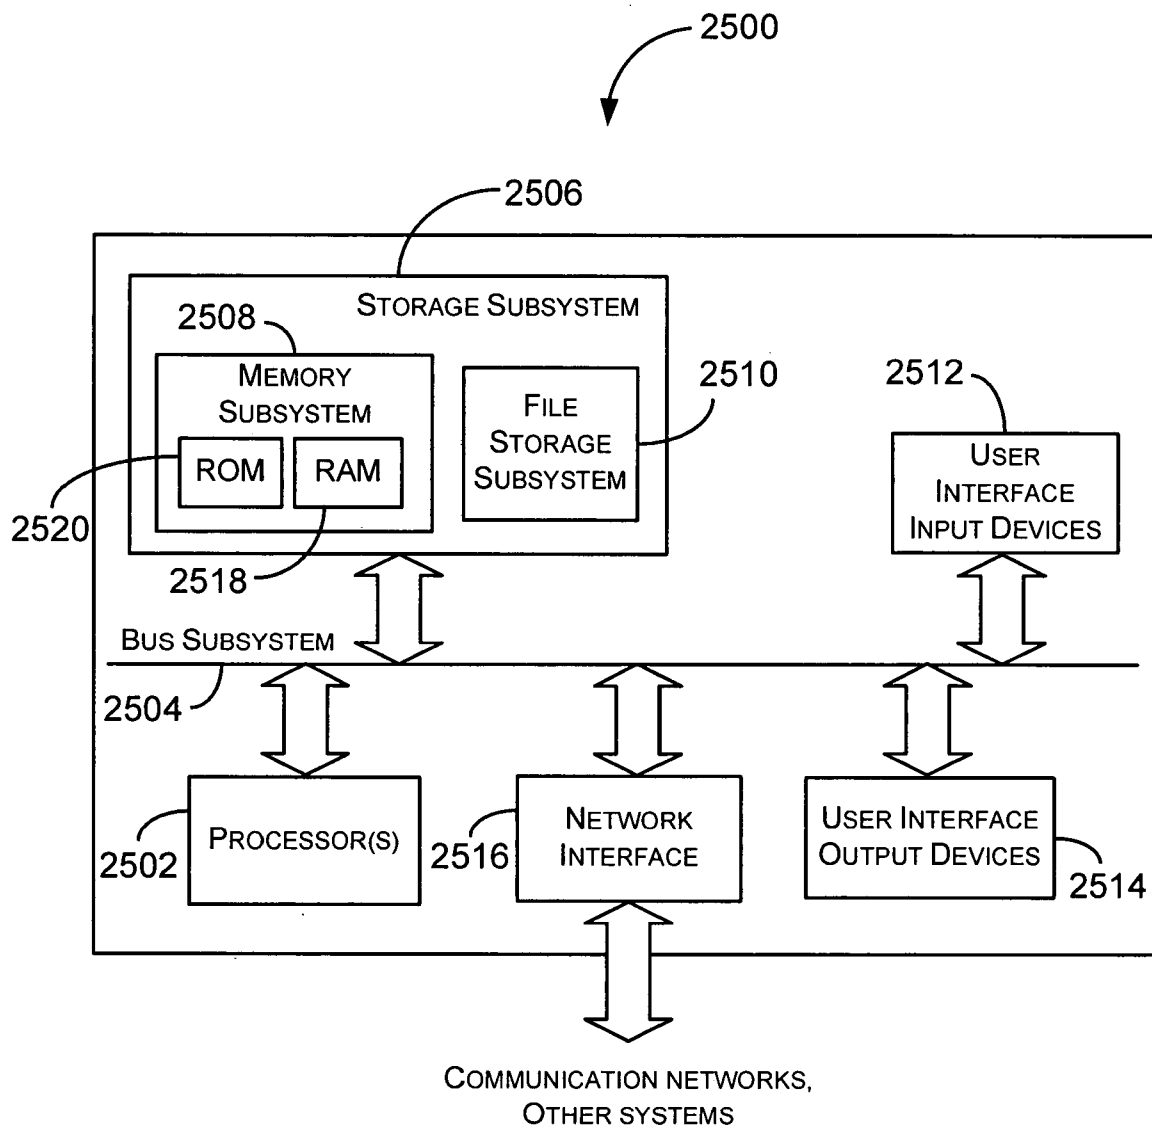 2500
2506
STORAGE SUBSYSTEM
2508
MEMORY
SUBSYSTEM
ROM
RAM
2520
2518
FILE
STORAGE
SUBSYSTEM
2510
2512
USER
INTERFACE
INPUT DEVICES
BUS SUBSYSTEM
2504
PROCESSOR(S)
2502
NETWORK
INTERFACE
2516
USER INTERFACE
OUTPUT DEVICES
2514
COMMUNICATION NETWORKS,
OTHER SYSTEMS